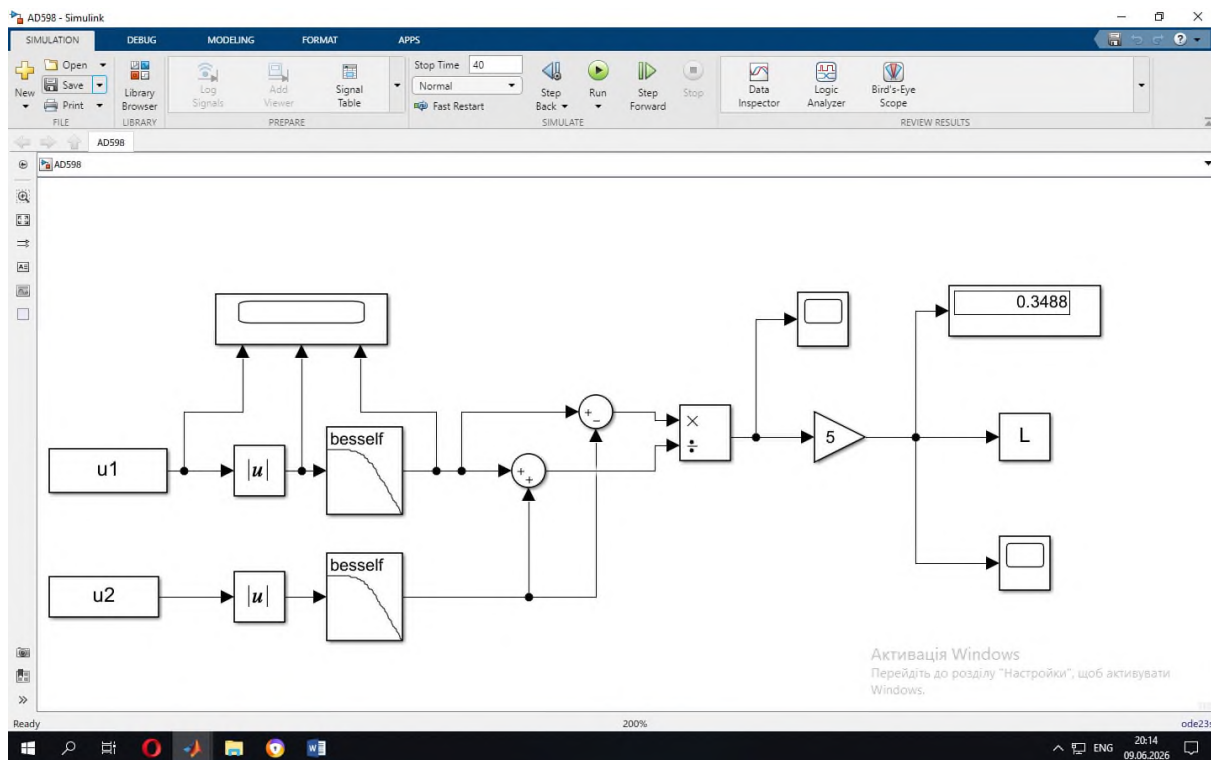 AD598 - Simulink
SIMULATION DEBUG MODELING FORMAT APPS
New
Open
Save
Print
FILE
Library Browser
LIBRARY
Log Signals
Add Viewer
Signal Table
PREPARE
Stop Time 40
Normal
Fast Restart
Step Back
Run
Step Forward
Stop
SIMULATE
Data Inspector
Logic Analyzer
Bird's-Eye Scope
REVIEW RESULTS
AD598
AD598
0.3488
besself
u1
|u|
+
−
+
+
×
÷
5
L
besself
u2
|u|
Активація Windows
Перейдіть до розділу "Настройки", щоб активувати
Windows.
Ready 200% ode23s
ENG
20:14
09.06.2026